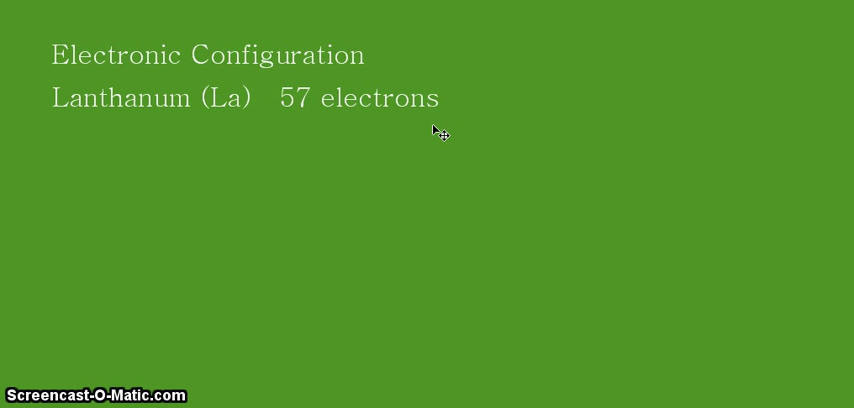 Electronic Configuration
Lanthanum (La) 57 electrons
Screencast-O-Matic.com